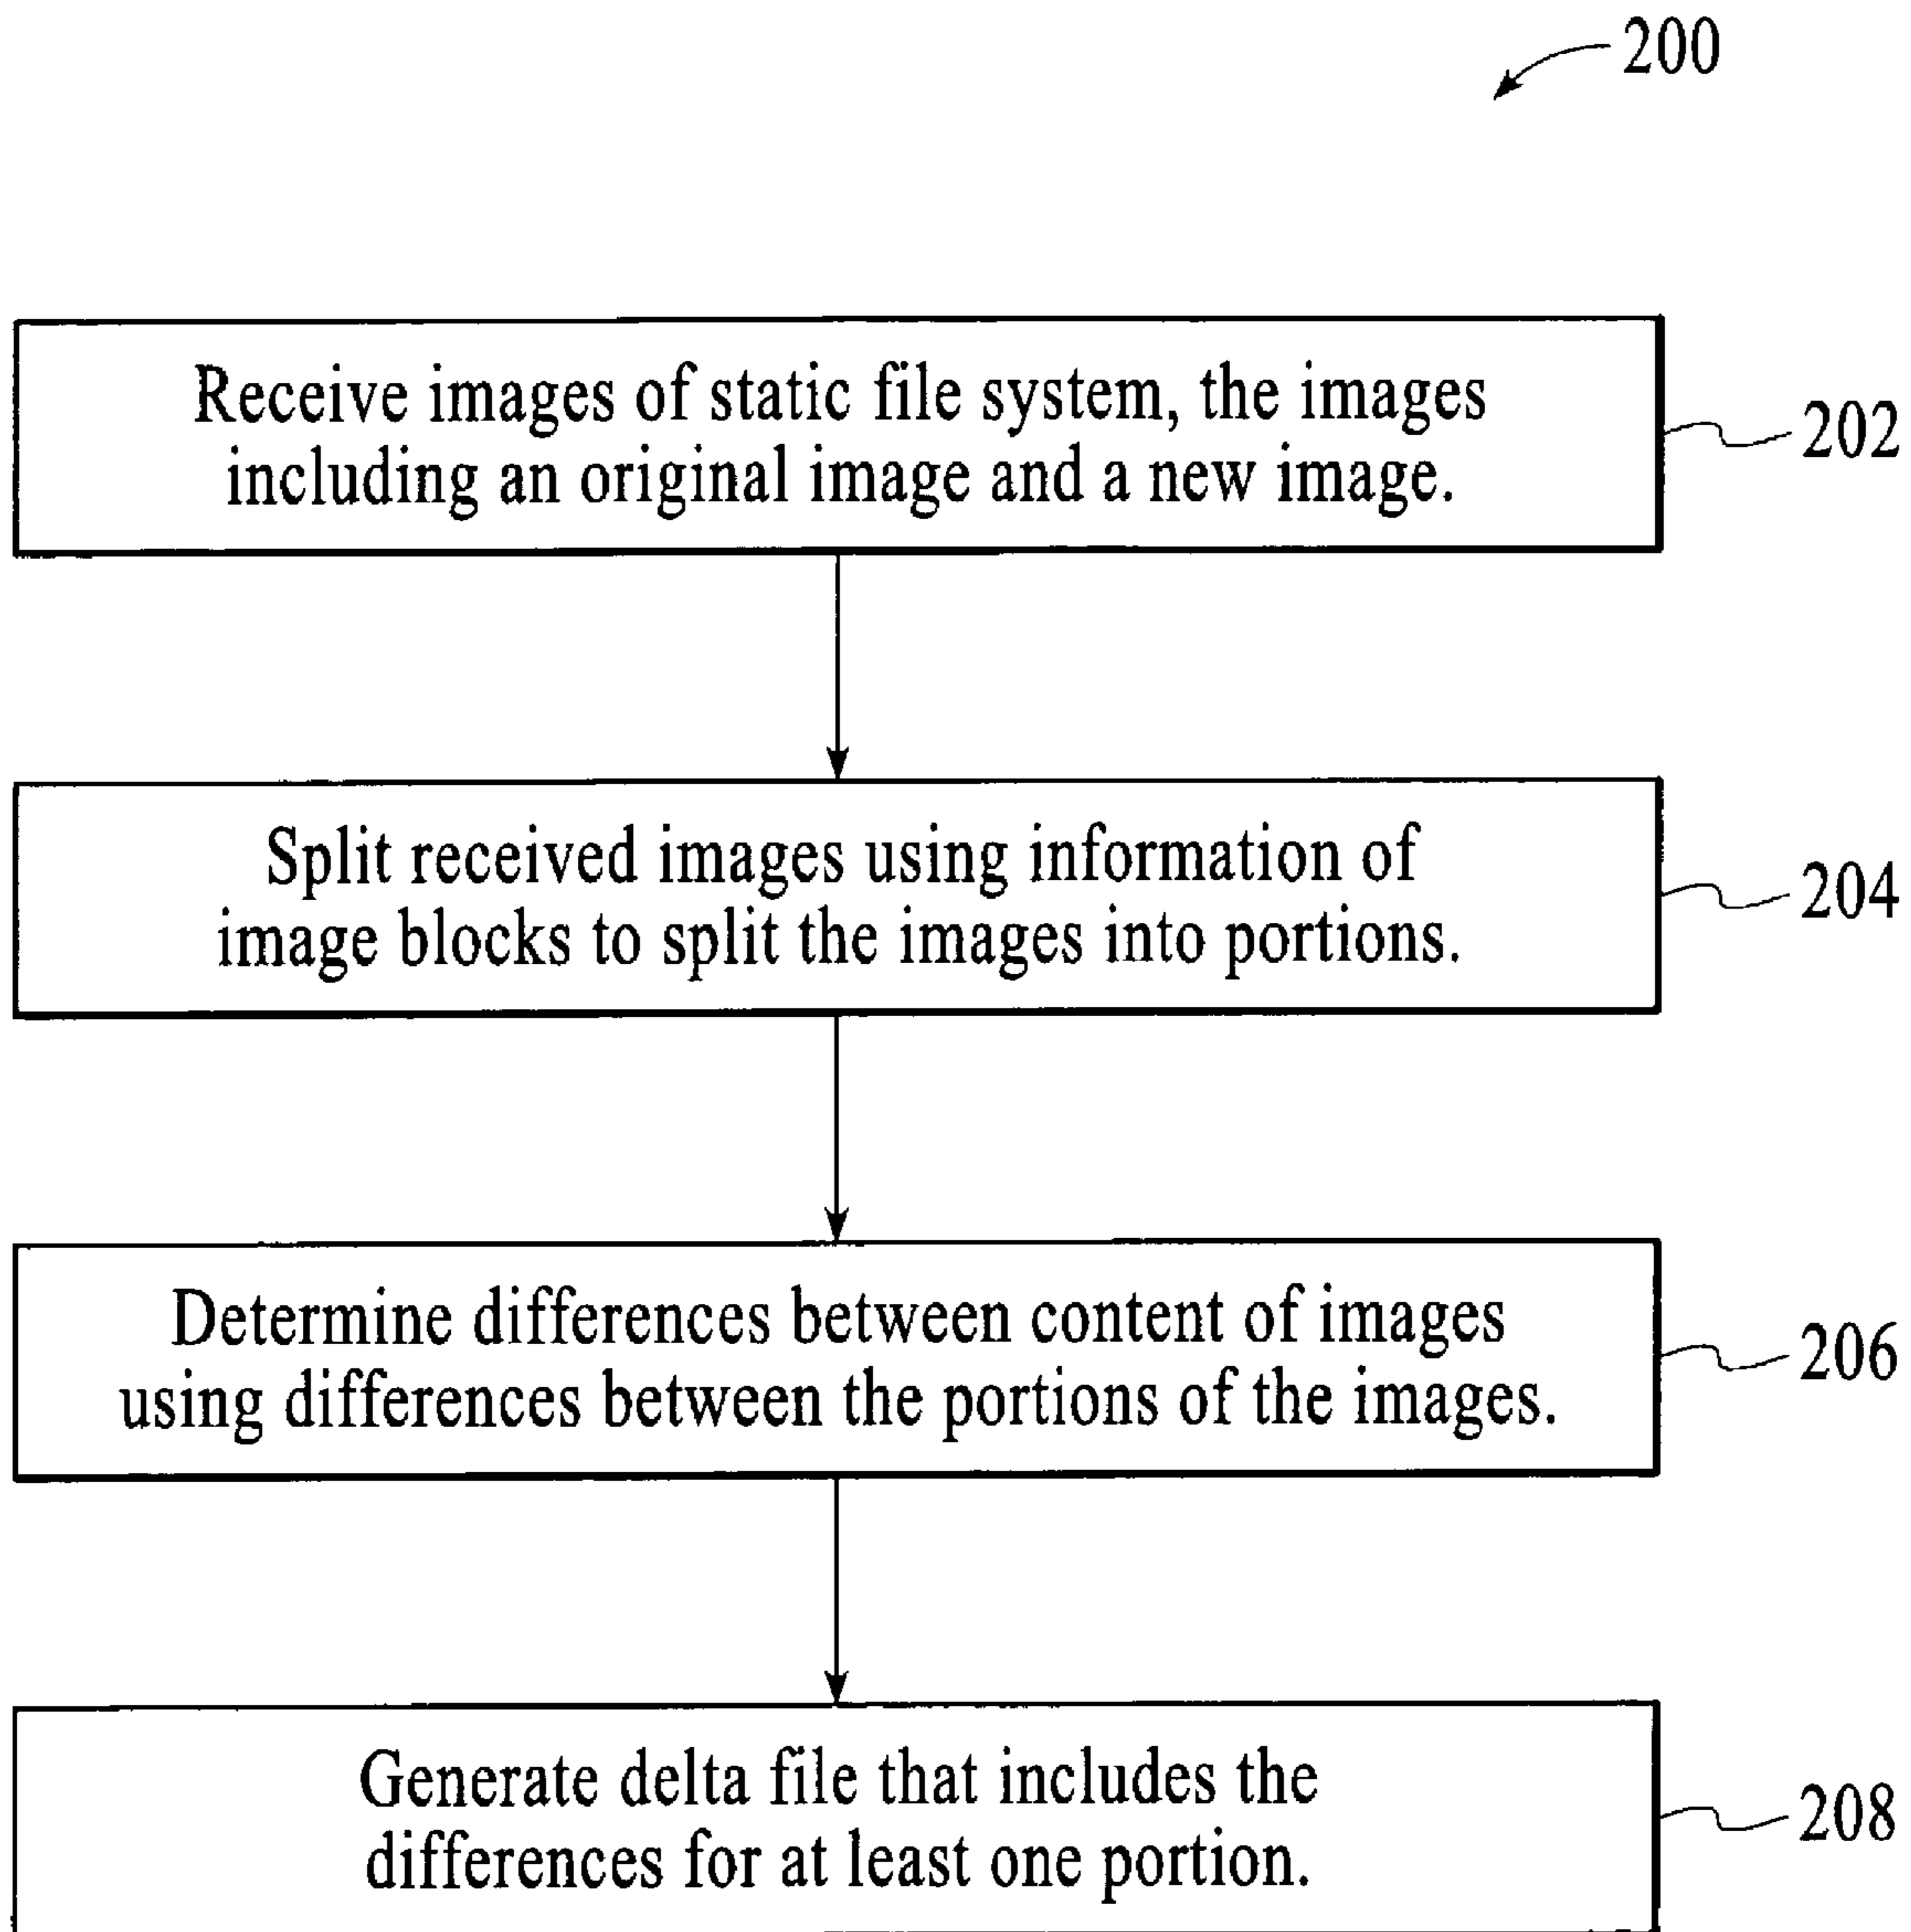 200
Receive images of static file system, the images
including an original image and a new image.
202
Split received images using information of
image blocks to split the images into portions.
204
Determine differences between content of images
using differences between the portions of the images.
206
Generate delta file that includes the
differences for at least one portion.
208